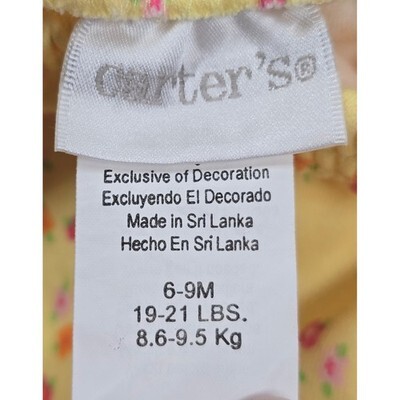 carter's®
Exclusive of Decoration
Excluyendo El Decorado
Made in Sri Lanka
Hecho En Sri Lanka
6-9M
19-21 LBS.
8.6-9.5 Kg